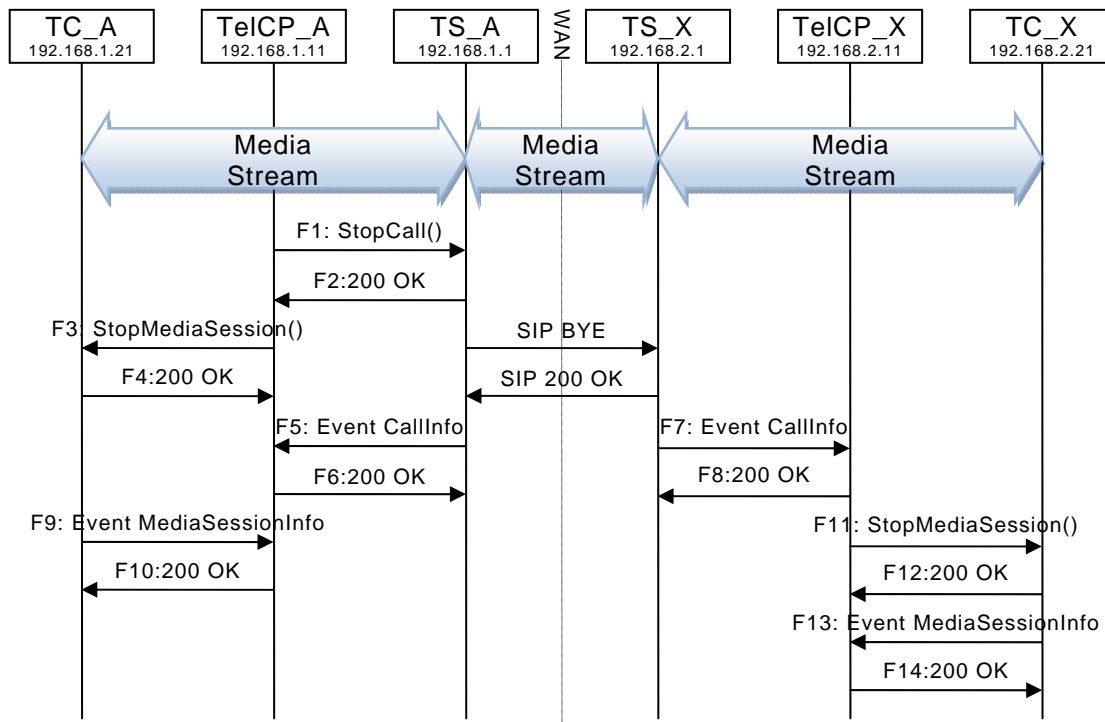 TC_A
192.168.1.21
TelCP_A
192.168.1.11
TS_A
192.168.1.1
WAN
TS_X
192.168.2.1
TelCP_X
192.168.2.11
TC_X
192.168.2.21
Media
Stream
Media
Stream
Media
Stream
F1: StopCall()
F2:200 OK
F3: StopMediaSession()
SIP BYE
F4:200 OK
SIP 200 OK
F5: Event CallInfo
F7: Event CallInfo
F6:200 OK
F8:200 OK
F9: Event MediaSessionInfo
F11: StopMediaSession()
F10:200 OK
F12:200 OK
F13: Event MediaSessionInfo
F14:200 OK